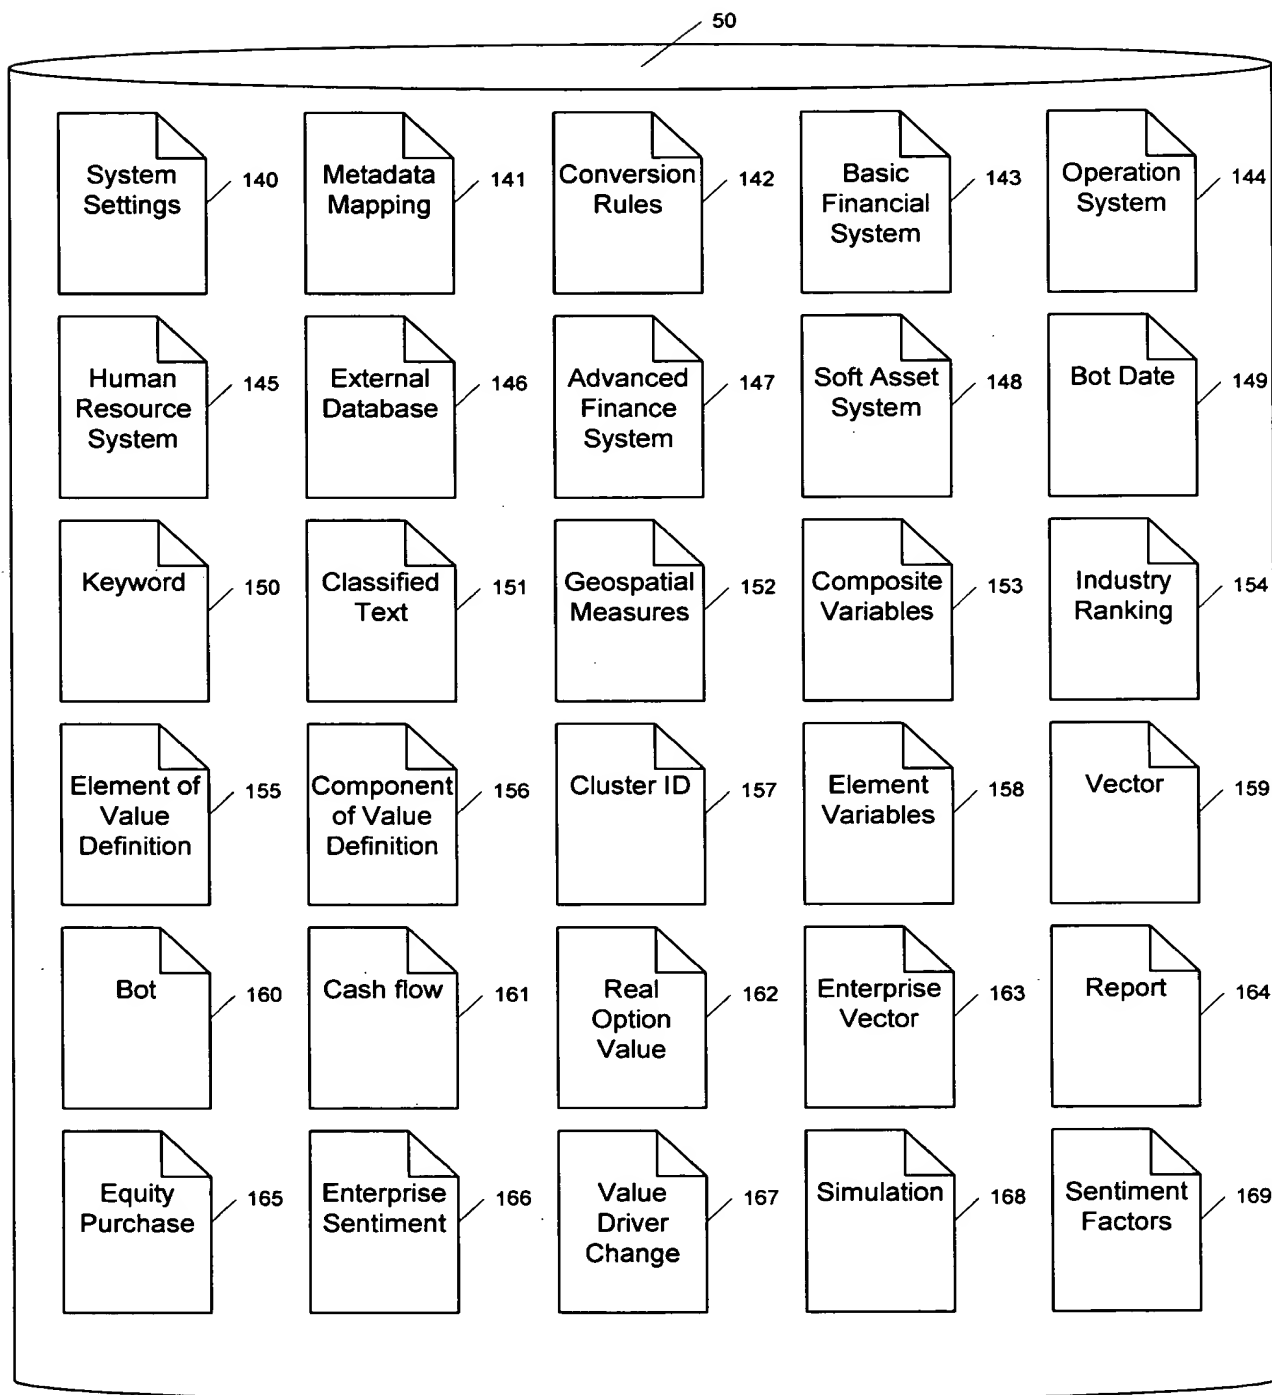 50
System
Settings
140
Metadata
Mapping
141
Conversion
Rules
142
Basic
Financial
System
143
Operation
System
144
Human
Resource
System
145
External
Database
146
Advanced
Finance
System
147
Soft Asset
System
148
Bot Date
149
Keyword
150
Classified
Text
151
Geospatial
Measures
152
Composite
Variables
153
Industry
Ranking
154
Element of
Value
Definition
155
Component
of Value
Definition
156
Cluster ID
157
Element
Variables
158
Vector
159
Bot
160
Cash flow
161
Real
Option
Value
162
Enterprise
Vector
163
Report
164
Equity
Purchase
165
Enterprise
Sentiment
166
Value
Driver
Change
167
Simulation
168
Sentiment
Factors
169